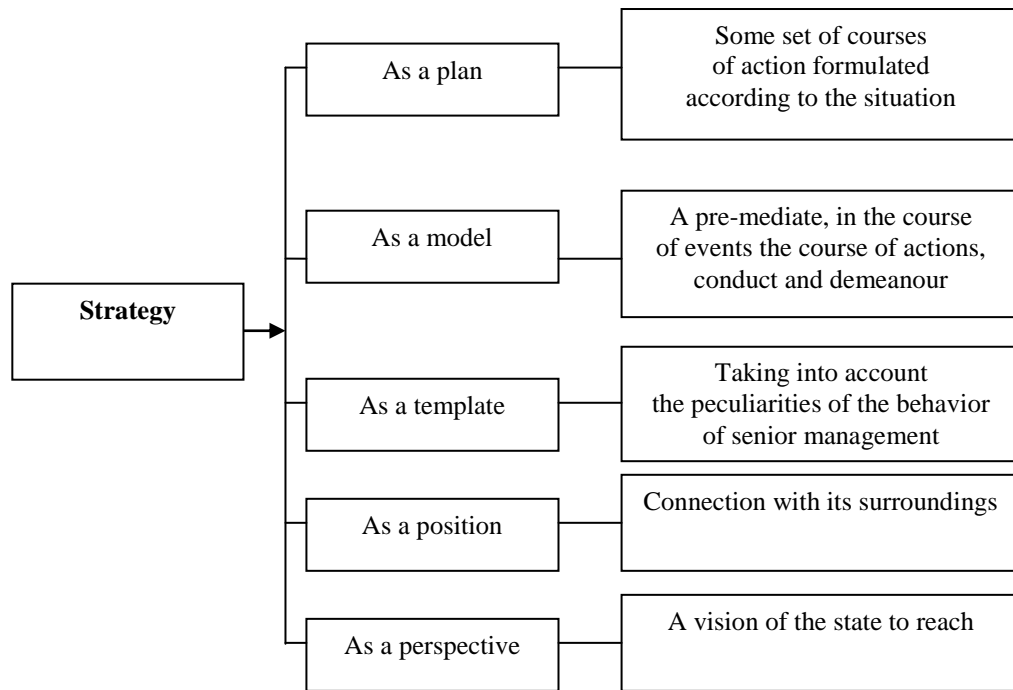 Strategy
As a plan
Some set of courses
of action formulated
according to the situation
As a model
A pre-mediate, in the course
of events the course of actions,
conduct and demeanour
As a template
Taking into account
the peculiarities of the behavior
of senior management
As a position
Connection with its surroundings
As a perspective
A vision of the state to reach